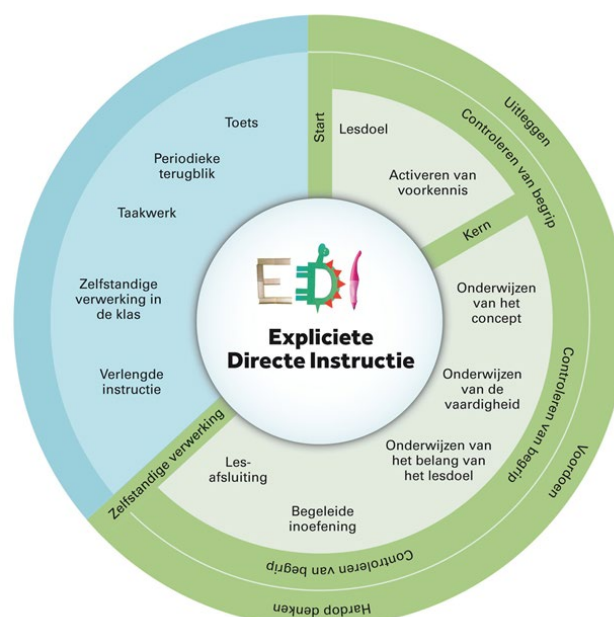 Start
Lesdoel
Activeren van
voorkennis
Kern
Onderwijzen
van het
concept
Onderwijzen
van de
vaardigheid
Onderwijzen van
het belang van
het lesdoel
Begeleide
inoefening
Les-
afsluiting
Zelfstandige verwerking
Verlengde
instructie
Zelfstandige
verwerking in
de klas
Taakwerk
Periodieke
terugblik
Toets
EDI
Expliciete
Directe Instructie
Controleren van begrip
Controleren van begrip
Controleren van begrip
Uitleggen
Voordoen
Hardop denken